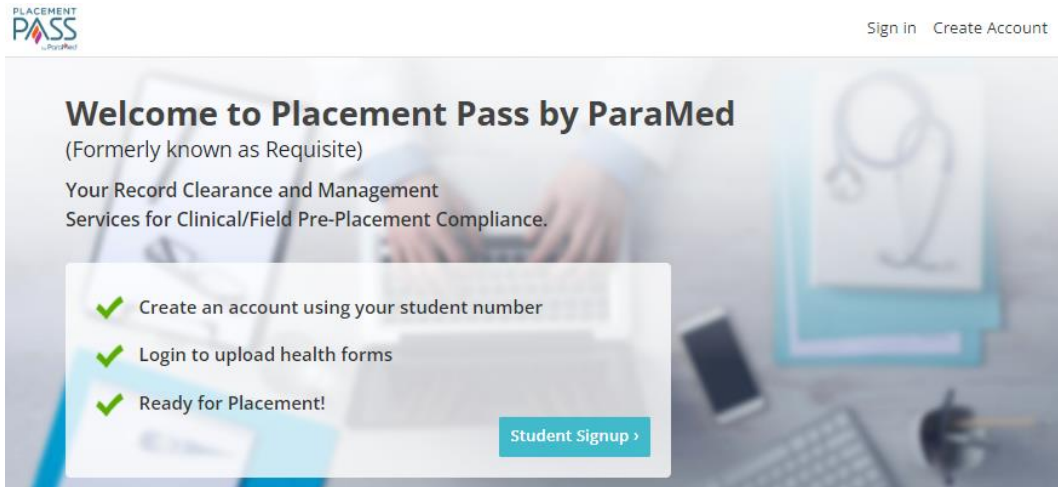 PLACEMENT
PASS
by ParaMed
Sign in Create Account
Welcome to Placement Pass by ParaMed
(Formerly known as Requisite)
Your Record Clearance and Management
Services for Clinical/Field Pre-Placement Compliance.
Create an account using your student number
Login to upload health forms
Ready for Placement!
Student Signup ›